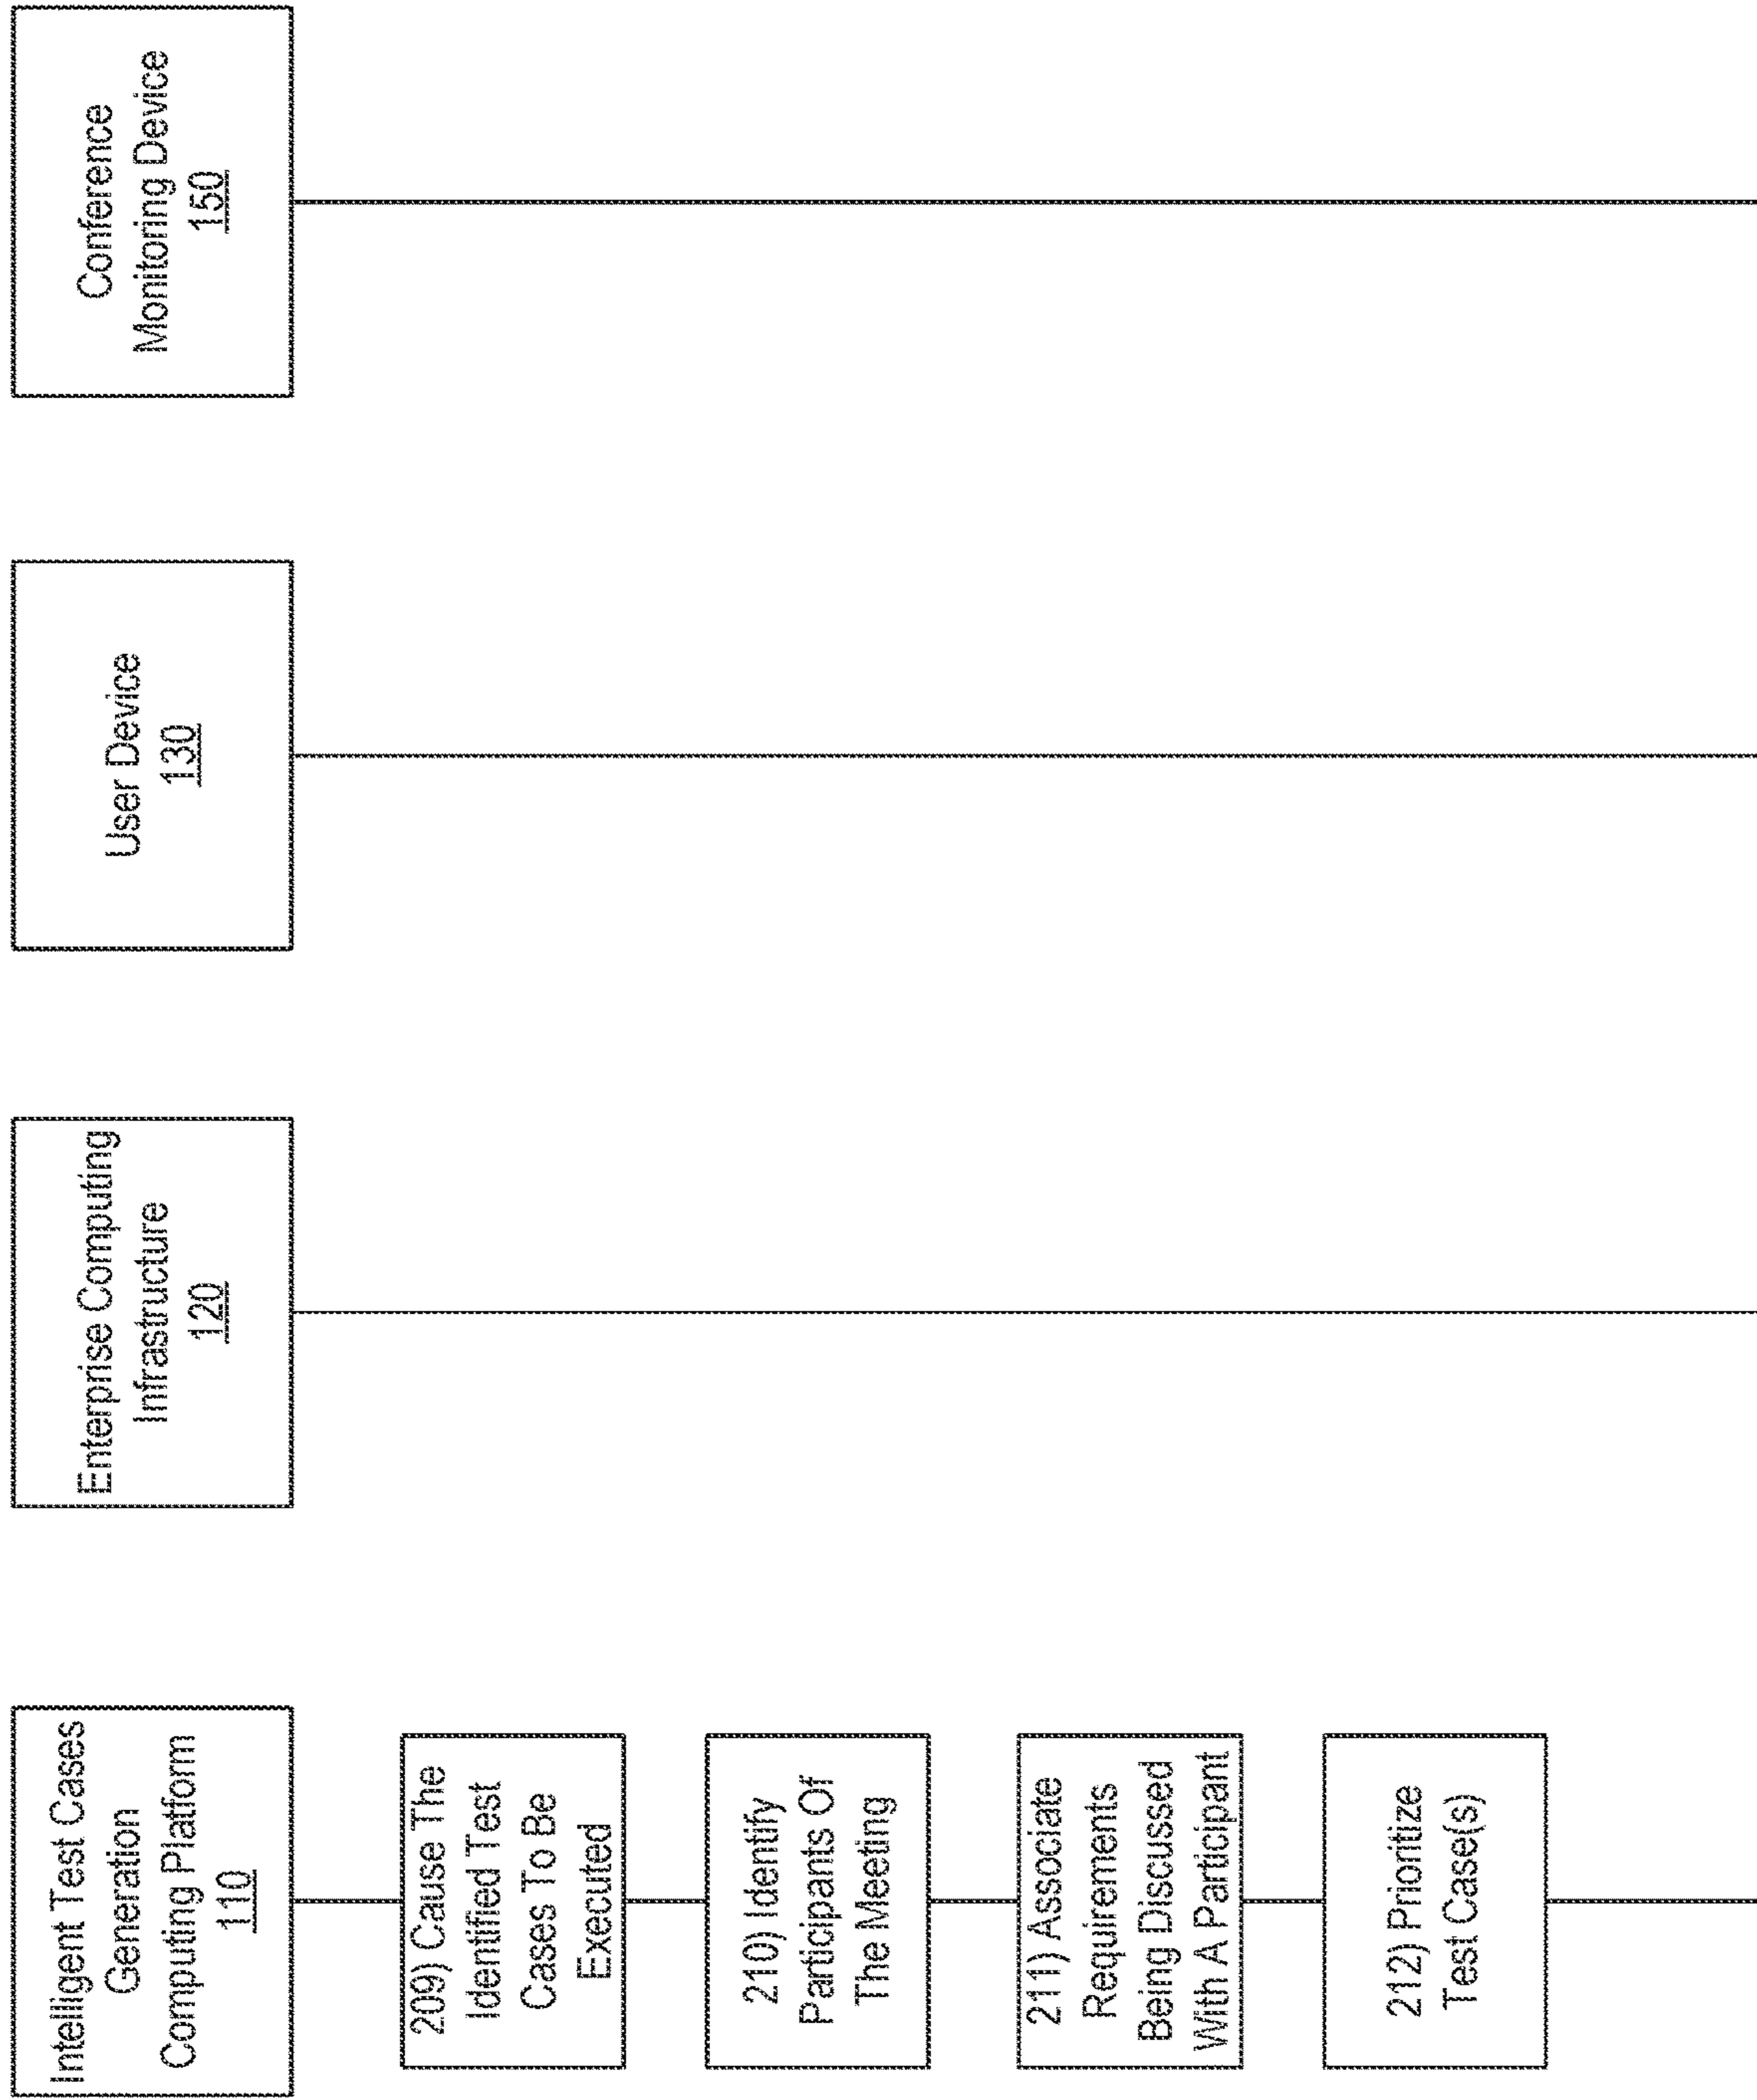 Intelligent Test Cases
Generation
Computing Platform
110
Enterprise Computing
Infrastructure
120
User Device
130
Conference
Monitoring Device
150
209) Cause The
Identified Test
Cases To Be
Executed
210) Identify
Participants Of
The Meeting
211) Associate
Requirements
Being Discussed
With A Participant
212) Prioritize
Test Case(s)